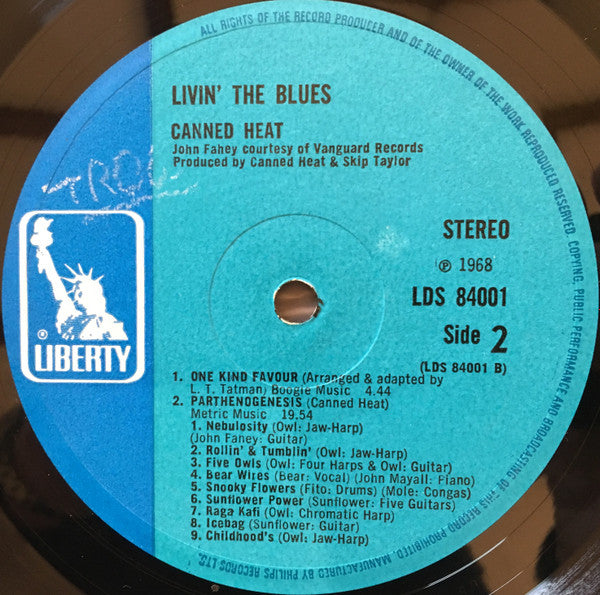 ALL RIGHTS OF THE RECORD PRODUCER AND OF THE OWNER OF THE WORK REPRODUCED RESERVED. COPYING, PUBLIC PERFORMANCE AND BROADCASTING OF THIS RECORD PROHIBITED. MANUFACTURED BY PHILIPS RECORDS LTD.
LIVIN' THE BLUES
CANNED HEAT
John Fahey courtesy of Vanguard Records
Produced by Canned Heat & Skip Taylor
STEREO
℗ 1968
LDS 84001
Side 2
(LDS 84001 B)
® LIBERTY
1. ONE KIND FAVOUR (Arranged & adapted by
L. T. Tatman) Boogie Music 4.44
2. PARTHENOGENESIS (Canned Heat)
Metric Music 19.54
1. Nebulosity (Owl: Jaw-Harp)
(John Faney: Guitar)
2. Rollin' & Tumblin' (Owl: Jaw-Harp)
3. Five Owls (Owl: Four Harps & Owl: Guitar)
4. Bear Wires (Bear: Vocal) (John Mayall: Piano)
5. Snooky Flowers (Fito: Drums) (Mole: Congas)
6. Sunflower Power (Sunflower: Five Guitars)
7. Raga Kafi (Owl: Chromatic Harp)
8. Icebag (Sunflower: Guitar)
9. Childhood's (Owl: Jaw-Harp)